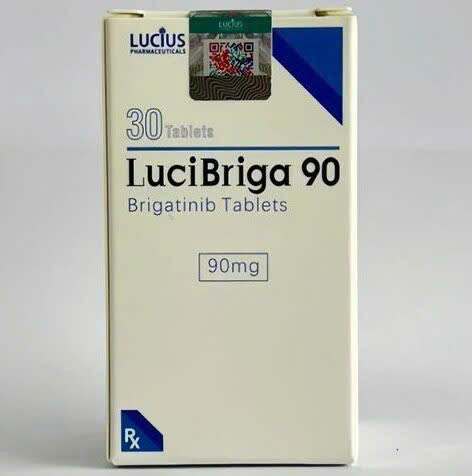 LUCIUS
PHARMACEUTICALS
LUCIUS
30 Tablets
LuciBriga 90
Brigatinib Tablets
90mg
Rx